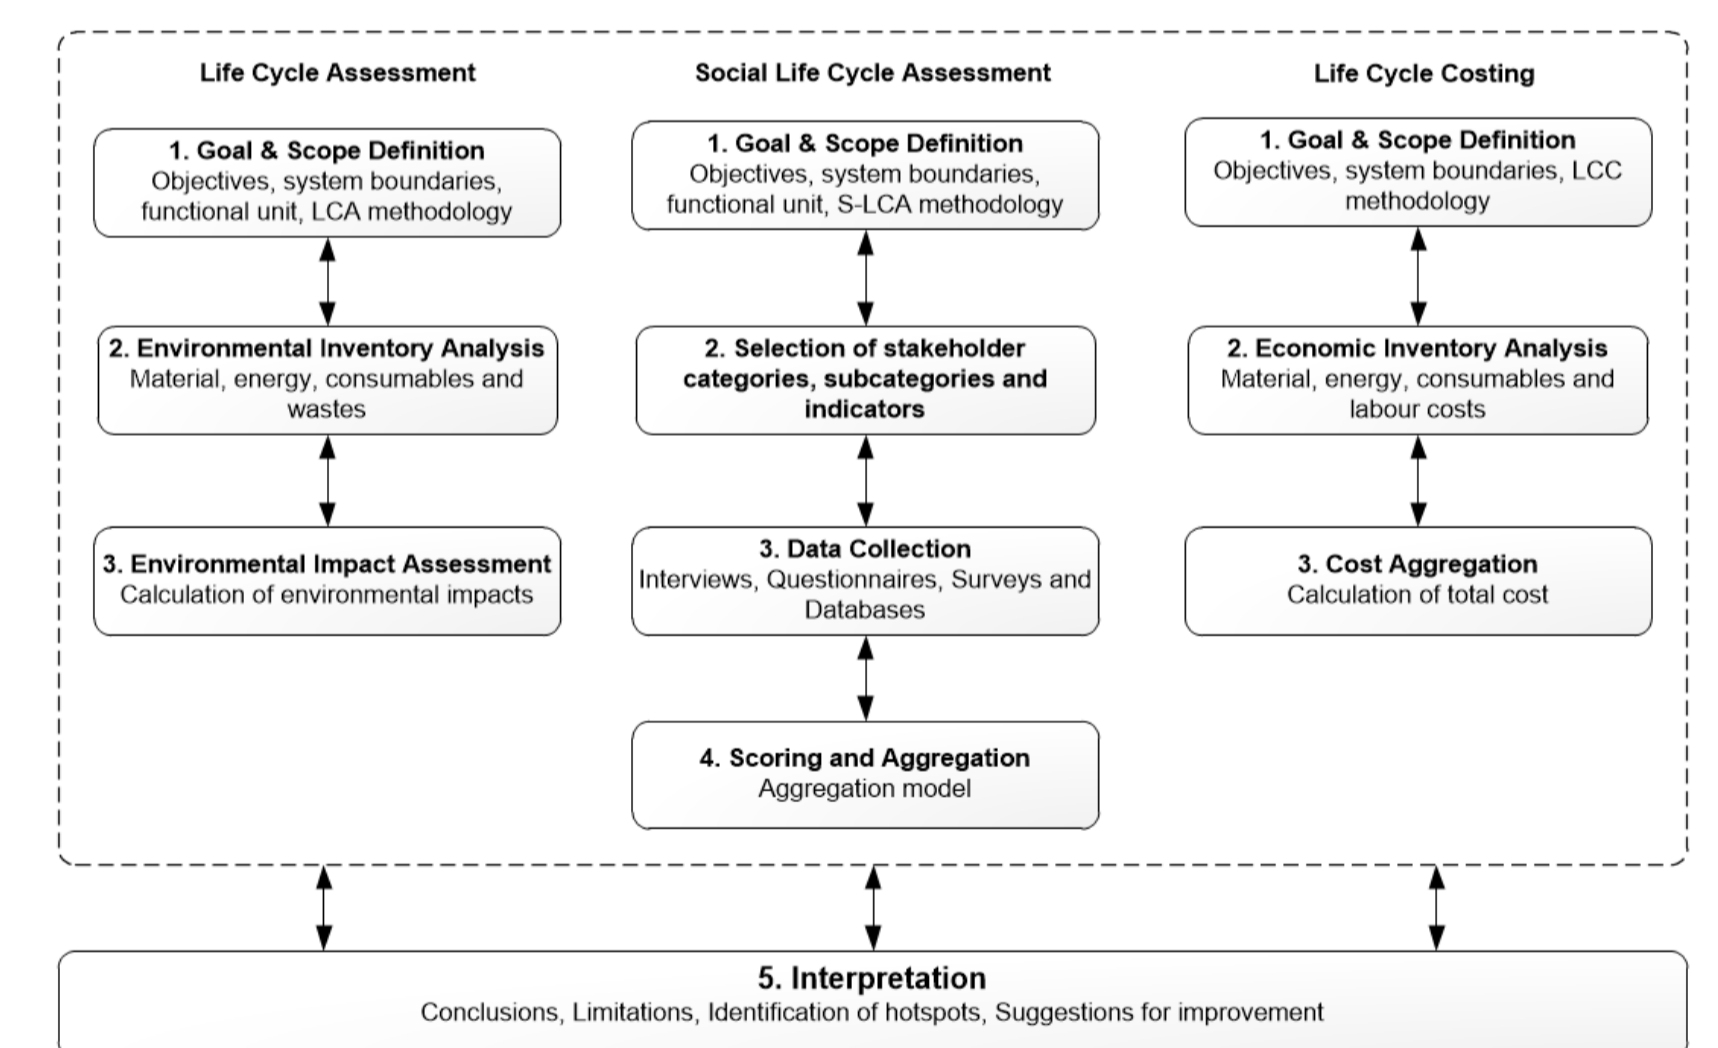 Life Cycle Assessment
1. Goal & Scope Definition
Objectives, system boundaries,
functional unit, LCA methodology
2. Environmental Inventory Analysis
Material, energy, consumables and
wastes
3. Environmental Impact Assessment
Calculation of environmental impacts
Social Life Cycle Assessment
1. Goal & Scope Definition
Objectives, system boundaries,
functional unit, S-LCA methodology
2. Selection of stakeholder
categories, subcategories and
indicators
3. Data Collection
Interviews, Questionnaires, Surveys and
Databases
4. Scoring and Aggregation
Aggregation model
Life Cycle Costing
1. Goal & Scope Definition
Objectives, system boundaries, LCC
methodology
2. Economic Inventory Analysis
Material, energy, consumables and
labour costs
3. Cost Aggregation
Calculation of total cost
5. Interpretation
Conclusions, Limitations, Identification of hotspots, Suggestions for improvement